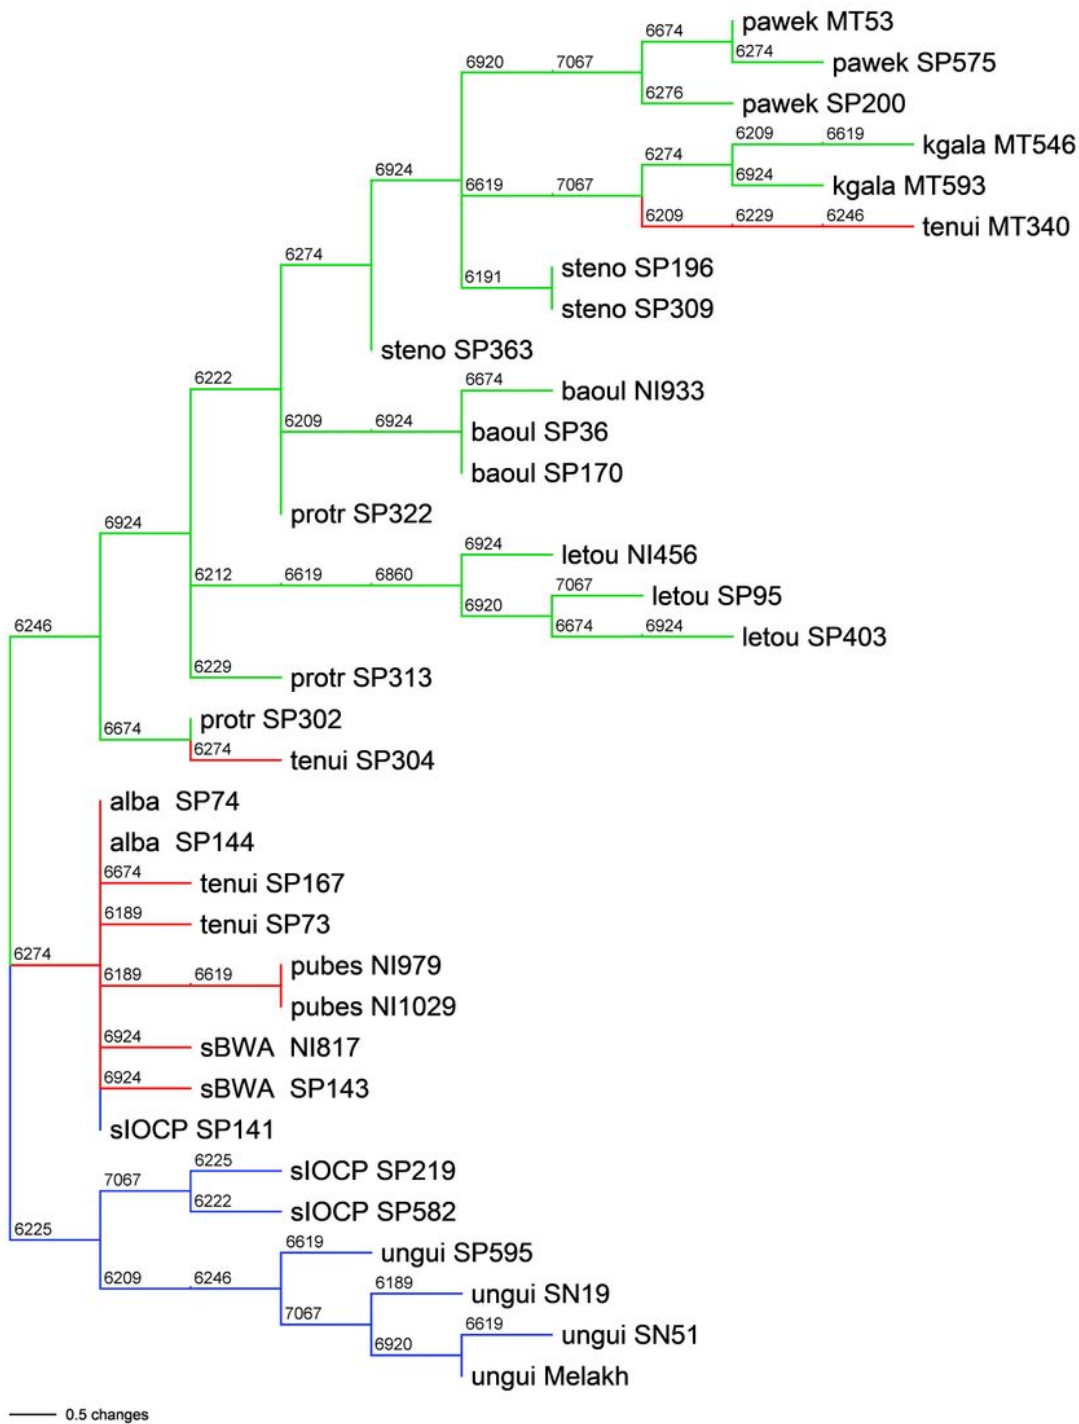 pawek MT53
6674
6274
pawek SP575
6920 7067
6276
pawek SP200
6209 6619
kgala MT546
6274
6924
kgala MT593
6924
6619 7067
6209 6229 6246
tenui MT340
steno SP196
6191
steno SP309
6274
steno SP363
6222
6674
baoul NI933
6209 6924
baoul SP36
baoul SP170
protr SP322
6924
6924
letou NI456
6212 6619 6860
7067
letou SP95
6920
6674 6924
letou SP403
6246
6229
protr SP313
protr SP302
6674
6274
tenui SP304
alba SP74
alba SP144
6674
tenui SP167
6189
tenui SP73
6274
pubes NI979
6189 6619
pubes NI1029
6924
sBWA NI817
6924
sBWA SP143
sIOCP SP141
6225
sIOCP SP219
7067
6222
sIOCP SP582
6225
6619
ungui SP595
6209 6246
6189
ungui SN19
7067
6619
ungui SN51
6920
ungui Melakh
0.5 changes